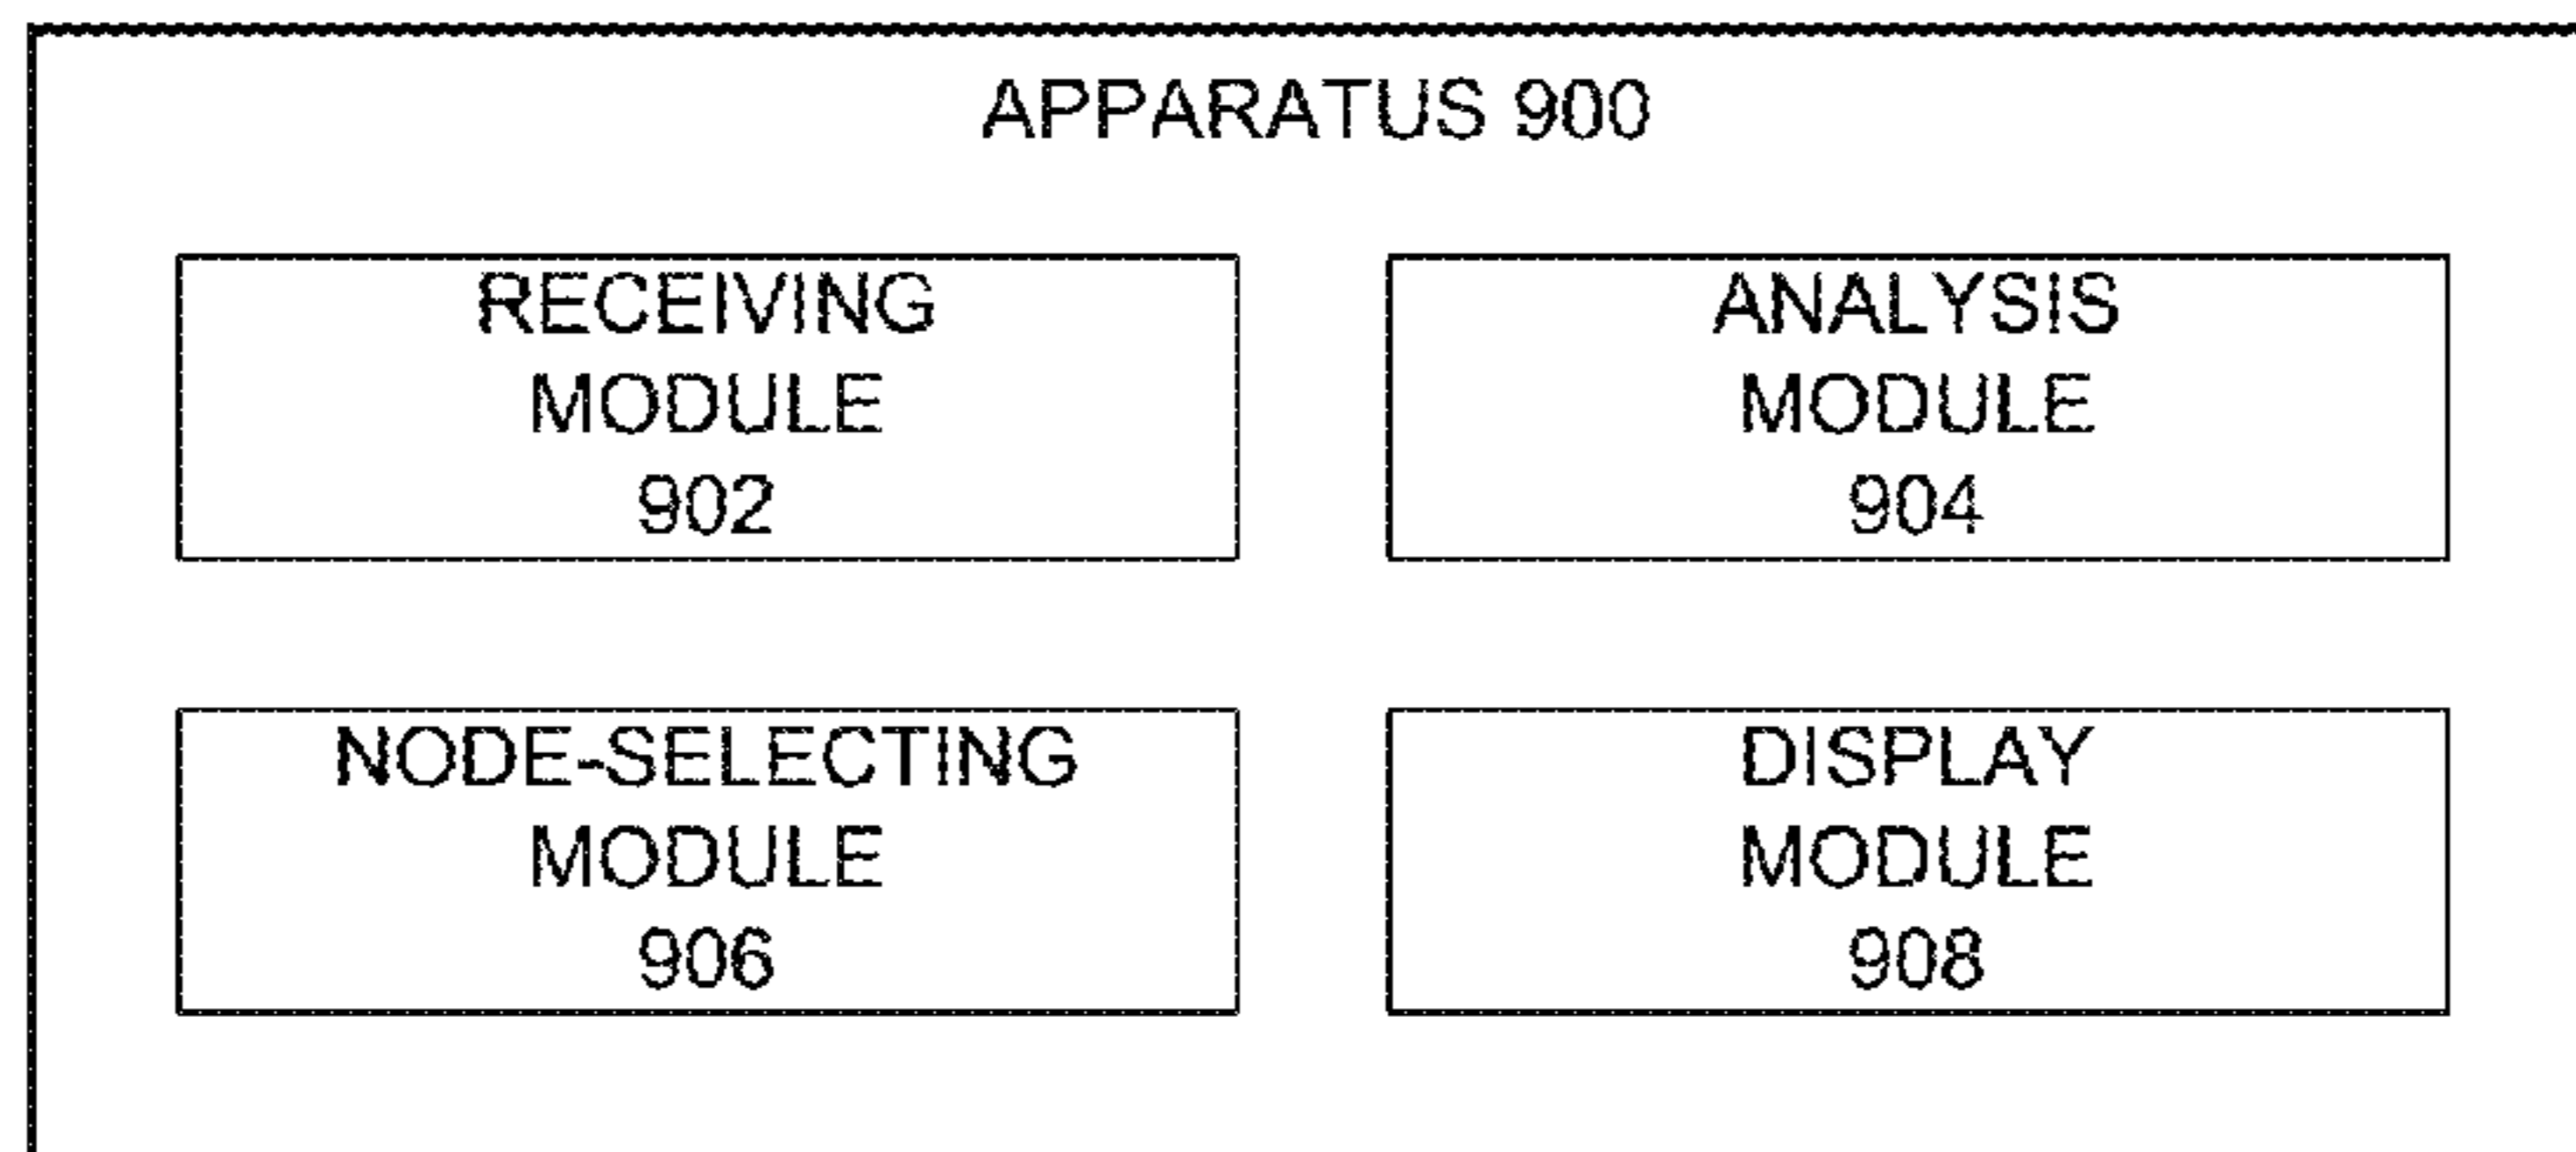 APPARATUS 900
RECEIVING
MODULE
902
ANALYSIS
MODULE
904
NODE-SELECTING
MODULE
906
DISPLAY
MODULE
908